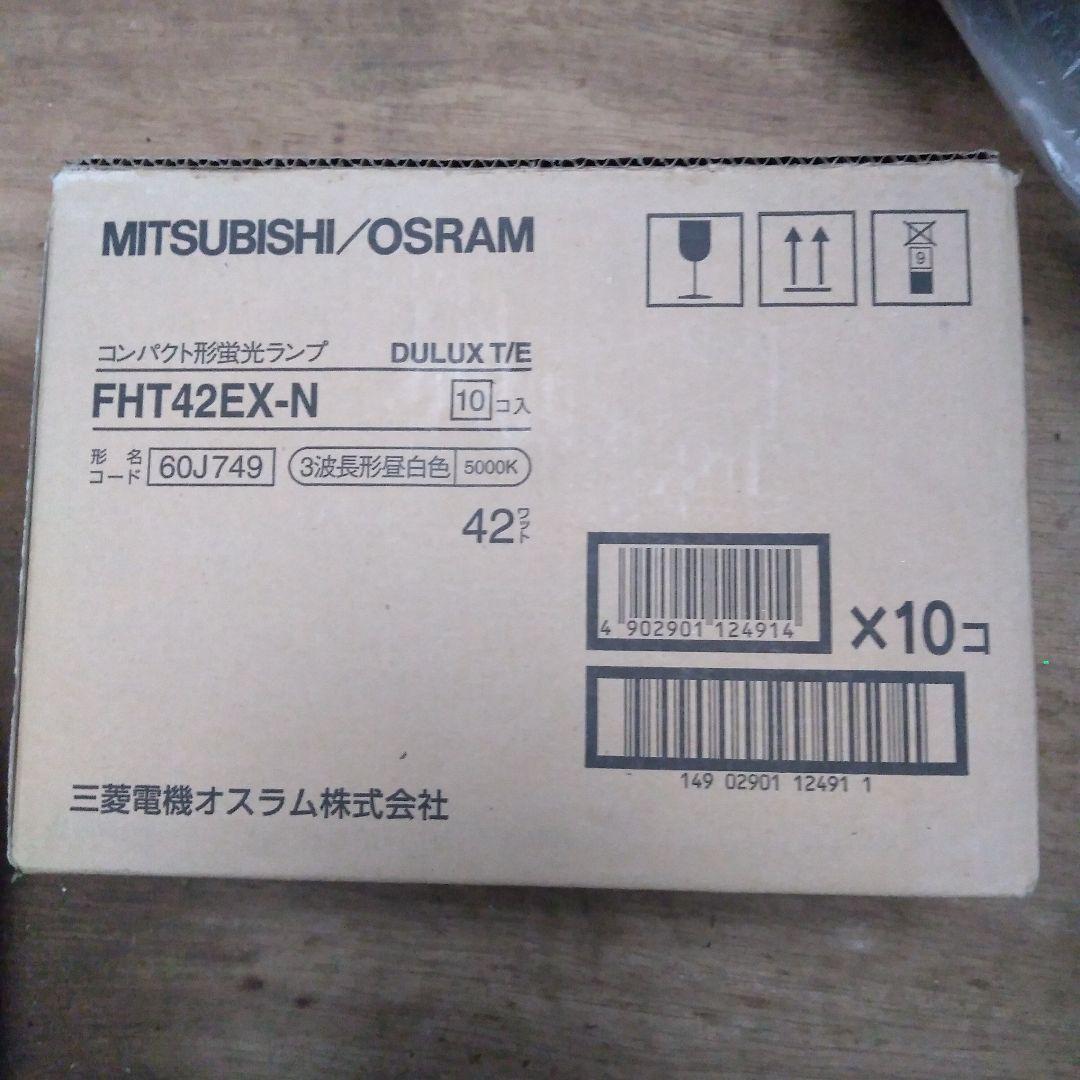 MITSUBISHI/OSRAM
9
コンパクト形蛍光ランプ DULUX T/E
FHT42EX-N 10コ入
形名コード 60J749 3波長形昼白色 5000K
42ワット
4 902901 124914 ×10コ
149 02901 12491 1
三菱電機オスラム株式会社